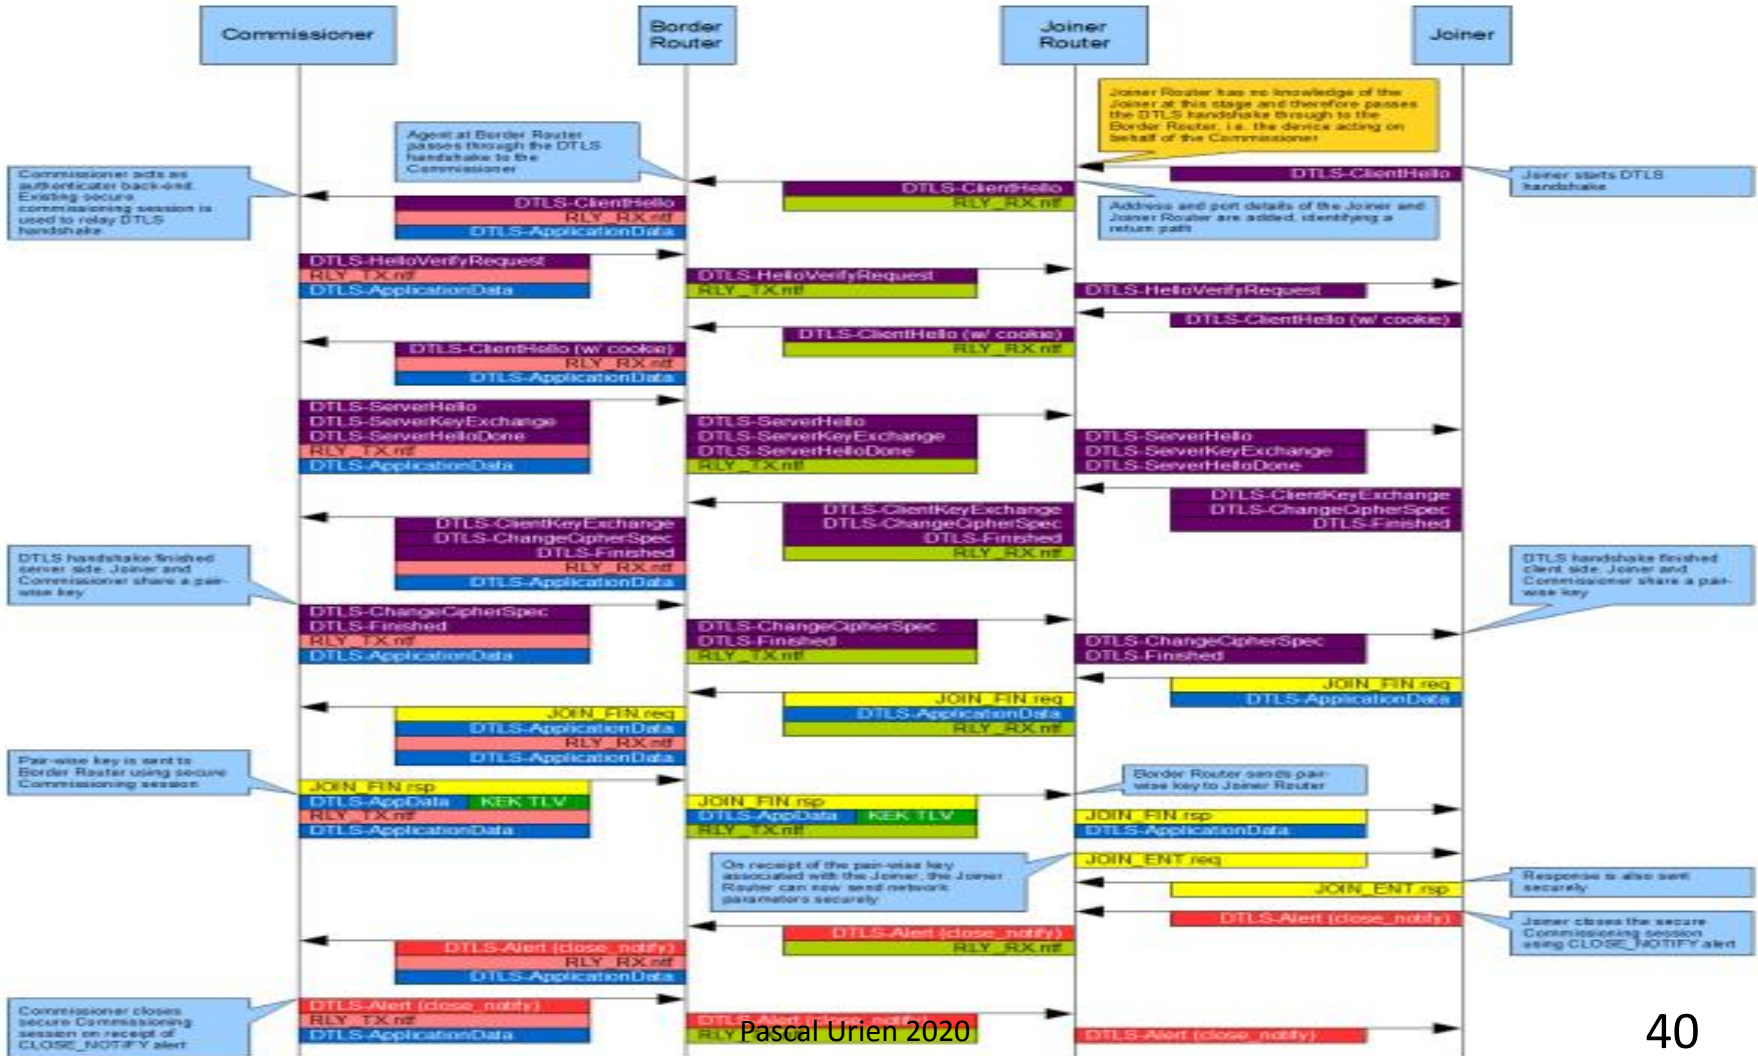 Commissioner
Border
Router
Joiner
Router
Joiner
Joiner Router has no knowledge of the
Joiner at this stage and therefore passes
the DTLS handshake through to the
Border Router, i.e. the device acting on
behalf of the Commissioner
Agent at Border Router
passes through the DTLS
handshake to the
Commissioner
Commissioner acts as
authenticator back-end.
Existing secure
commissioning session is
used to relay DTLS
handshake
DTLS-ClientHello
Joiner starts DTLS
handshake
DTLS-ClientHello
RLY_RX.ntf
Address and port details of the Joiner and
Joiner Router are added, identifying a
return path
DTLS-ClientHello
RLY_RX.ntf
DTLS-ApplicationData
DTLS-HelloVerifyRequest
RLY_TX.ntf
DTLS-ApplicationData
DTLS-HelloVerifyRequest
RLY_TX.ntf
DTLS-HelloVerifyRequest
DTLS-ClientHello (w/ cookie)
DTLS-ClientHello (w/ cookie)
RLY_RX.ntf
DTLS-ClientHello (w/ cookie)
RLY_RX.ntf
DTLS-ApplicationData
DTLS-ServerHello
DTLS-ServerKeyExchange
DTLS-ServerHelloDone
RLY_TX.ntf
DTLS-ApplicationData
DTLS-ServerHello
DTLS-ServerKeyExchange
DTLS-ServerHelloDone
RLY_TX.ntf
DTLS-ServerHello
DTLS-ServerKeyExchange
DTLS-ServerHelloDone
DTLS-ClientKeyExchange
DTLS-ChangeCipherSpec
DTLS-Finished
DTLS-ClientKeyExchange
DTLS-ChangeCipherSpec
DTLS-Finished
RLY_RX.ntf
DTLS-ClientKeyExchange
DTLS-ChangeCipherSpec
DTLS-Finished
RLY_RX.ntf
DTLS-ApplicationData
DTLS handshake finished
server side. Joiner and
Commissioner share a pair-
wise key
DTLS handshake finished
client side. Joiner and
Commissioner share a pair-
wise key
DTLS-ChangeCipherSpec
DTLS-Finished
RLY_TX.ntf
DTLS-ApplicationData
DTLS-ChangeCipherSpec
DTLS-Finished
RLY_TX.ntf
DTLS-ChangeCipherSpec
DTLS-Finished
JOIN_FIN.req
DTLS-ApplicationData
JOIN_FIN.req
DTLS-ApplicationData
RLY_RX.ntf
JOIN_FIN.req
DTLS-ApplicationData
RLY_RX.ntf
DTLS-ApplicationData
Pair-wise key is sent to
Border Router using secure
Commissioning session
JOIN_FIN.rsp
DTLS-AppData KEK TLV
RLY_TX.ntf
DTLS-ApplicationData
Border Router sends pair-
wise key to Joiner Router
JOIN_FIN.rsp
DTLS-AppData KEK TLV
RLY_TX.ntf
JOIN_FIN.rsp
DTLS-ApplicationData
On receipt of the pair-wise key
associated with the Joiner, the Joiner
Router can now send network
parameters securely
JOIN_ENT.req
JOIN_ENT.rsp
Response is also sent
securely
DTLS-Alert (close_notify)
Joiner closes the secure
Commissioning session
using CLOSE_NOTIFY alert
DTLS-Alert (close_notify)
RLY_RX.ntf
DTLS-Alert (close_notify)
RLY_RX.ntf
DTLS-ApplicationData
Commissioner closes
secure Commissioning
session on receipt of
CLOSE_NOTIFY alert
DTLS-Alert (close_notify)
RLY_TX.ntf
DTLS-ApplicationData
DTLS-Alert (close_notify)
Pascal Urien 2020
DTLS-Alert (close_notify)
40